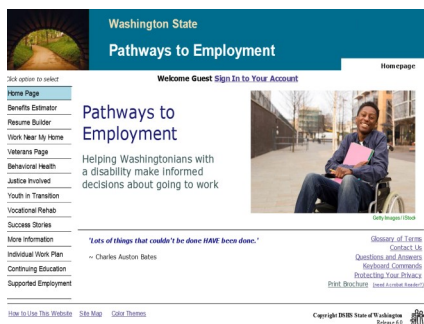 Washington State
Pathways to Employment
Homepage
Click option to select
Welcome Guest Sign In to Your Account
Home Page
Benefits Estimator
Resume Builder
Work Near My Home
Veterans Page
Behavioral Health
Justice Involved
Youth in Transition
Vocational Rehab
Success Stories
More Information
Individual Work Plan
Continuing Education
Supported Employment
Pathways to
Employment
Helping Washingtonians with
a disability make informed
decisions about going to work
Getty Images/iStock
"Lots of things that couldn't be done HAVE been done."
~ Charles Auston Bates
Glossary of Terms
Contact Us
Questions and Answers
Keyboard Commands
Protecting Your Privacy
Print Brochure (need Acrobat Reader?)
How to Use This Website Site Map Color Themes
Copyright DSHS State of Washington
Release 6.0